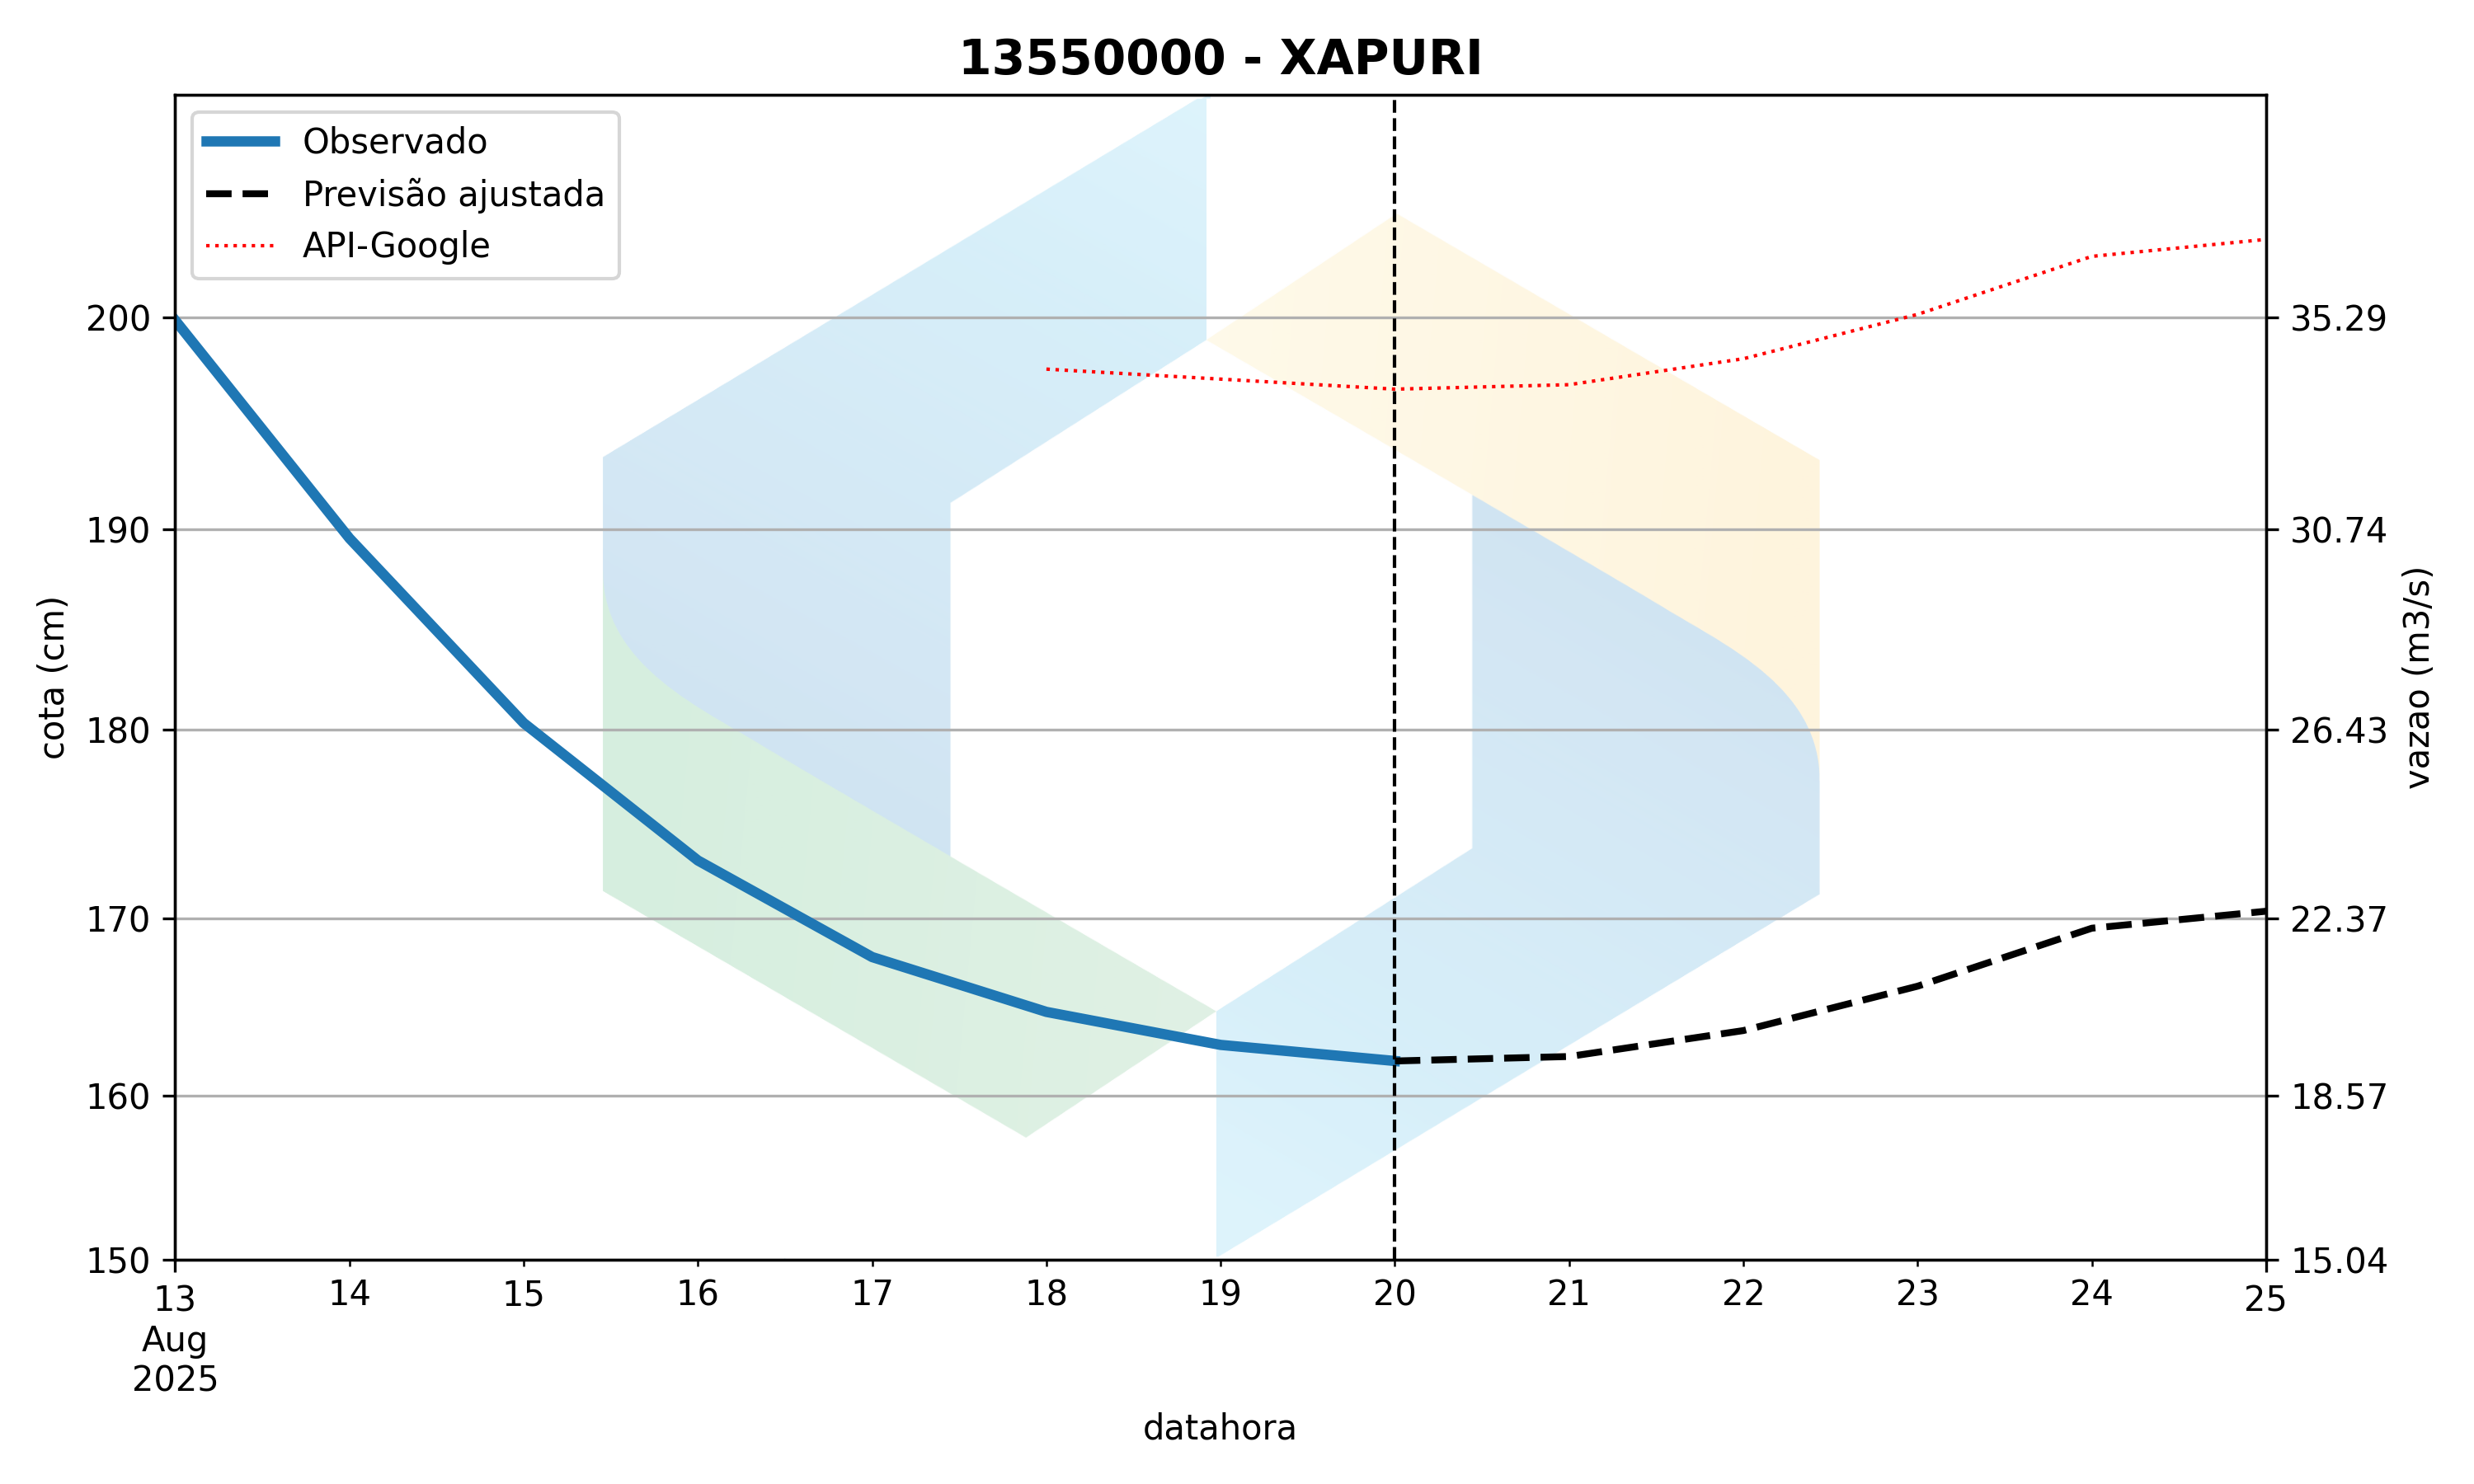 13550000 - XAPURI
Observado
Previsão ajustada
API-Google
200
190
180
170
160
150
cota (cm)
35.29
30.74
26.43
22.37
18.57
15.04
vazao (m3/s)
13 14 15 16 17 18 19 20 21 22 23 24 25
Aug
2025
datahora